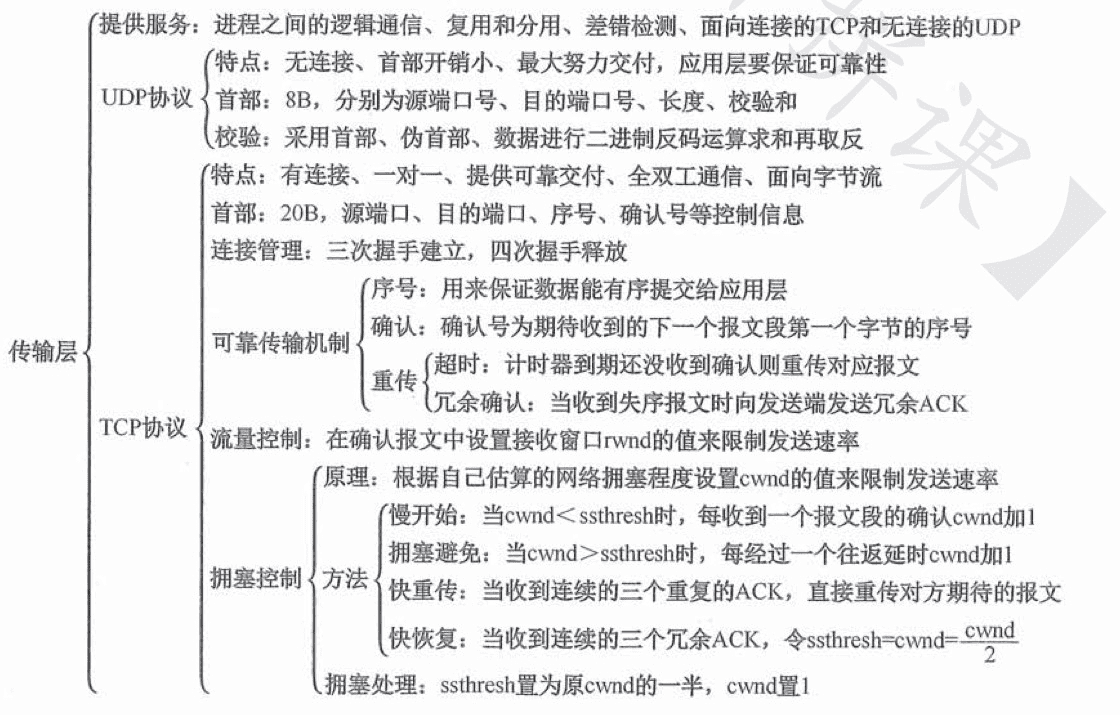 提供服务：进程之间的逻辑通信、复用和分用、差错检测、面向连接的TCP和无连接的UDP
特点：无连接、首部开销小、最大努力交付，应用层要保证可靠性
UDP协议
首部：8B，分别为源端口号、目的端口号、长度、校验和
校验：采用首部、伪首部、数据进行二进制反码运算求和再取反
特点：有连接、一对一、提供可靠交付、全双工通信、面向字节流
首部：20B，源端口、目的端口、序号、确认号等控制信息
连接管理：三次握手建立，四次握手释放
序号：用来保证数据能有序提交给应用层
确认：确认号为期待收到的下一个报文段第一个字节的序号
可靠传输机制
传输层
超时：计时器到期还没收到确认则重传对应报文
重传
冗余确认：当收到失序报文时向发送端发送冗余ACK
TCP协议
流量控制：在确认报文中设置接收窗口rwnd的值来限制发送速率
原理：根据自己估算的网络拥塞程度设置cwnd的值来限制发送速率
慢开始：当cwnd＜ssthresh时，每收到一个报文段的确认cwnd加1
拥塞避免：当cwnd＞ssthresh时，每经过一个往返延时cwnd加1
拥塞控制
方法
快重传：当收到连续的三个重复的ACK，直接重传对方期待的报文
快恢复：当收到连续的三个冗余ACK，令ssthresh=cwnd=cwnd/2
拥塞处理：ssthresh置为原cwnd的一半，cwnd置1
课】